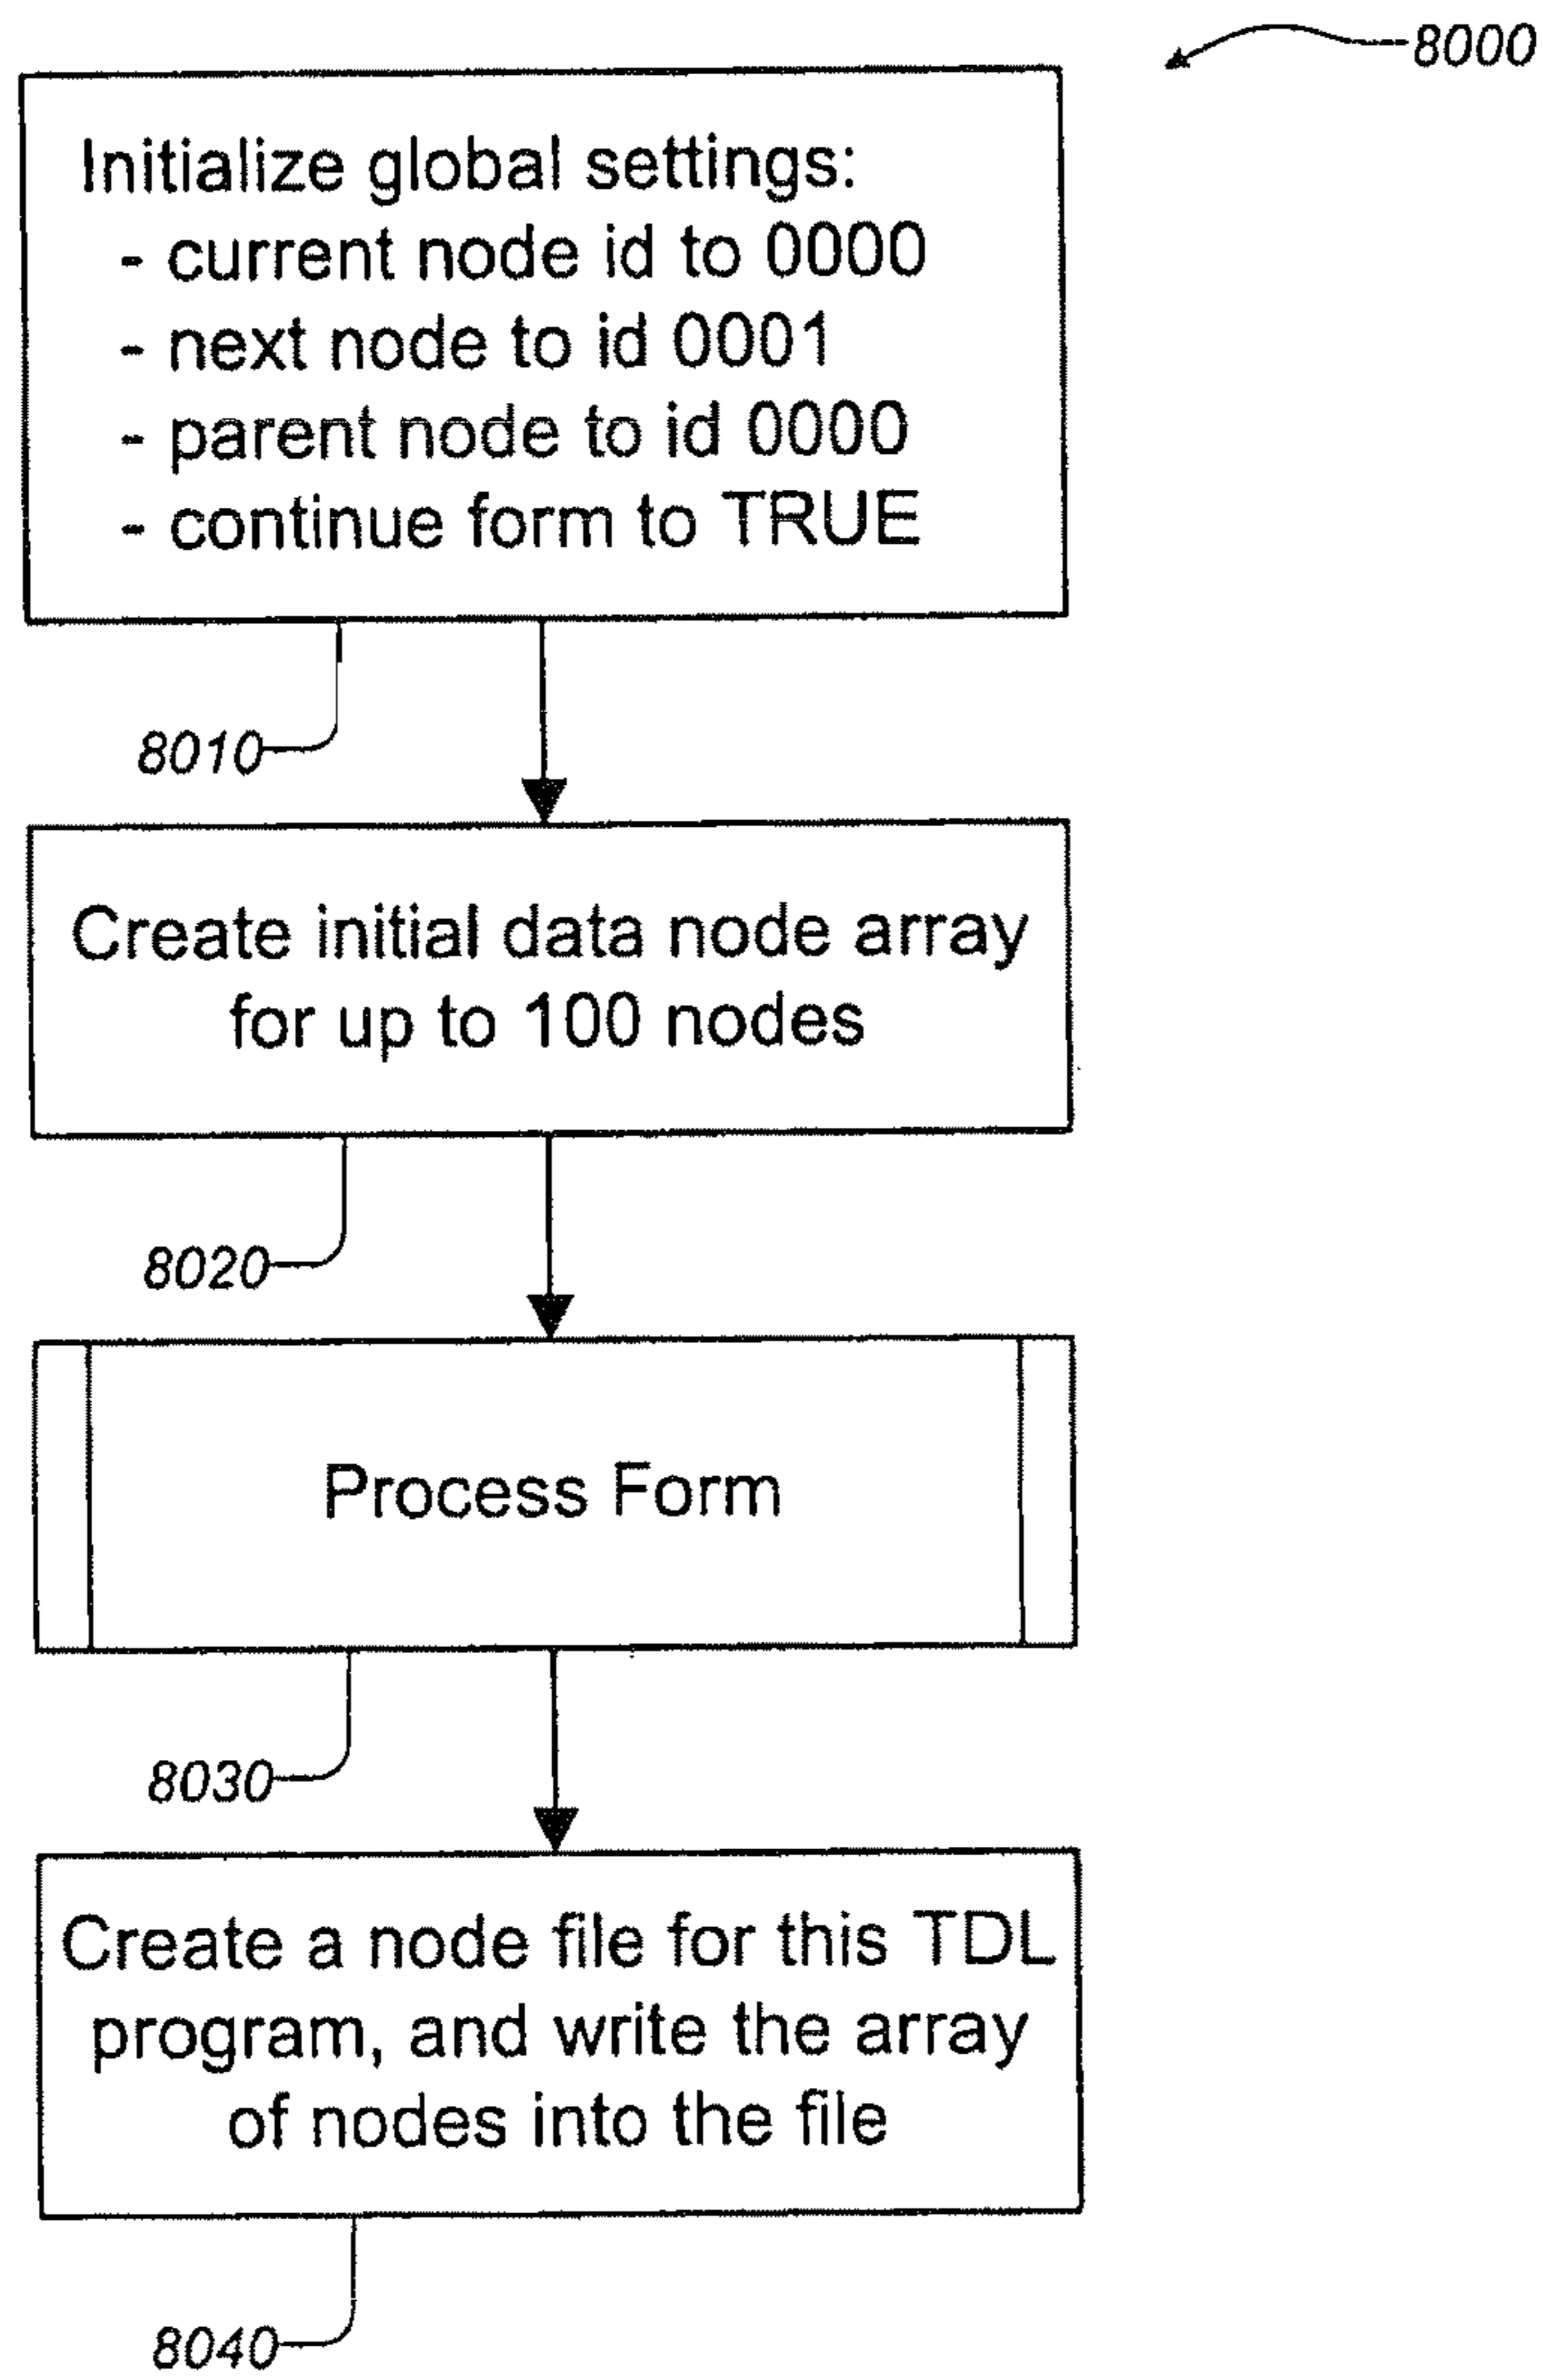 8000
Initialize global settings:
- current node id to 0000
- next node to id 0001
- parent node to id 0000
- continue form to TRUE
8010
Create initial data node array
for up to 100 nodes
8020
Process Form
8030
Create a node file for this TDL
program, and write the array
of nodes into the file
8040